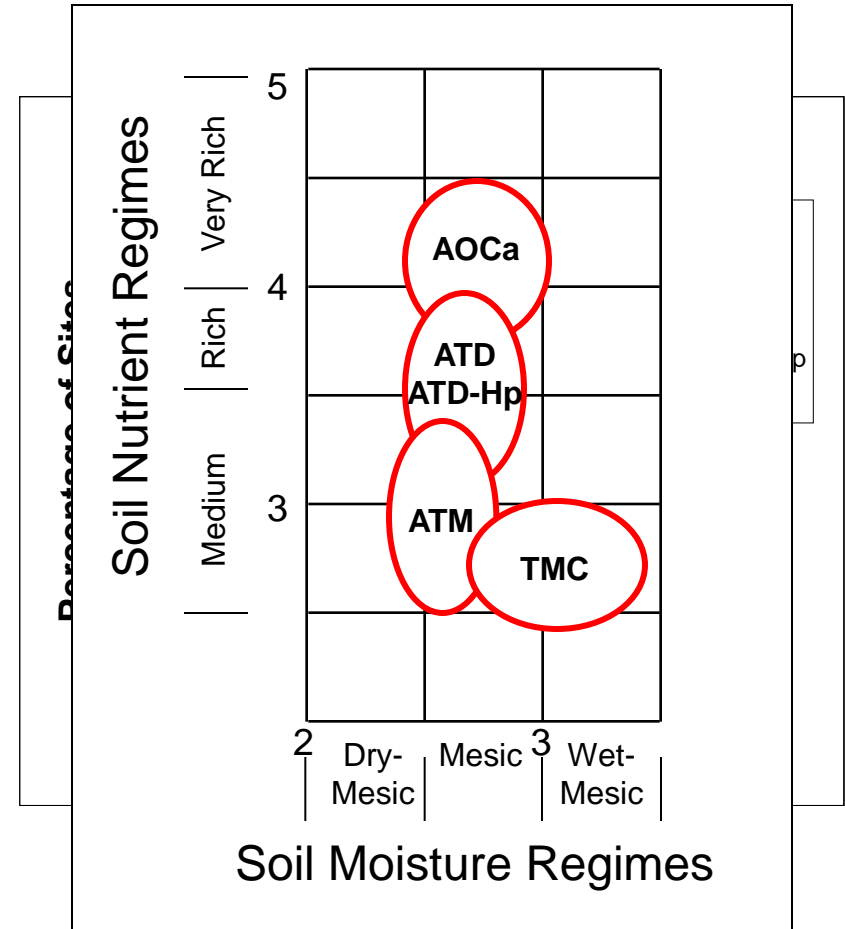 Soil Nutrient Regimes
Very Rich
Rich
Medium
5
4
3
AOCa
ATD
ATD-Hp
ATM
TMC
2
3
Dry-
Mesic
Mesic
Wet-
Mesic
Soil Moisture Regimes
p